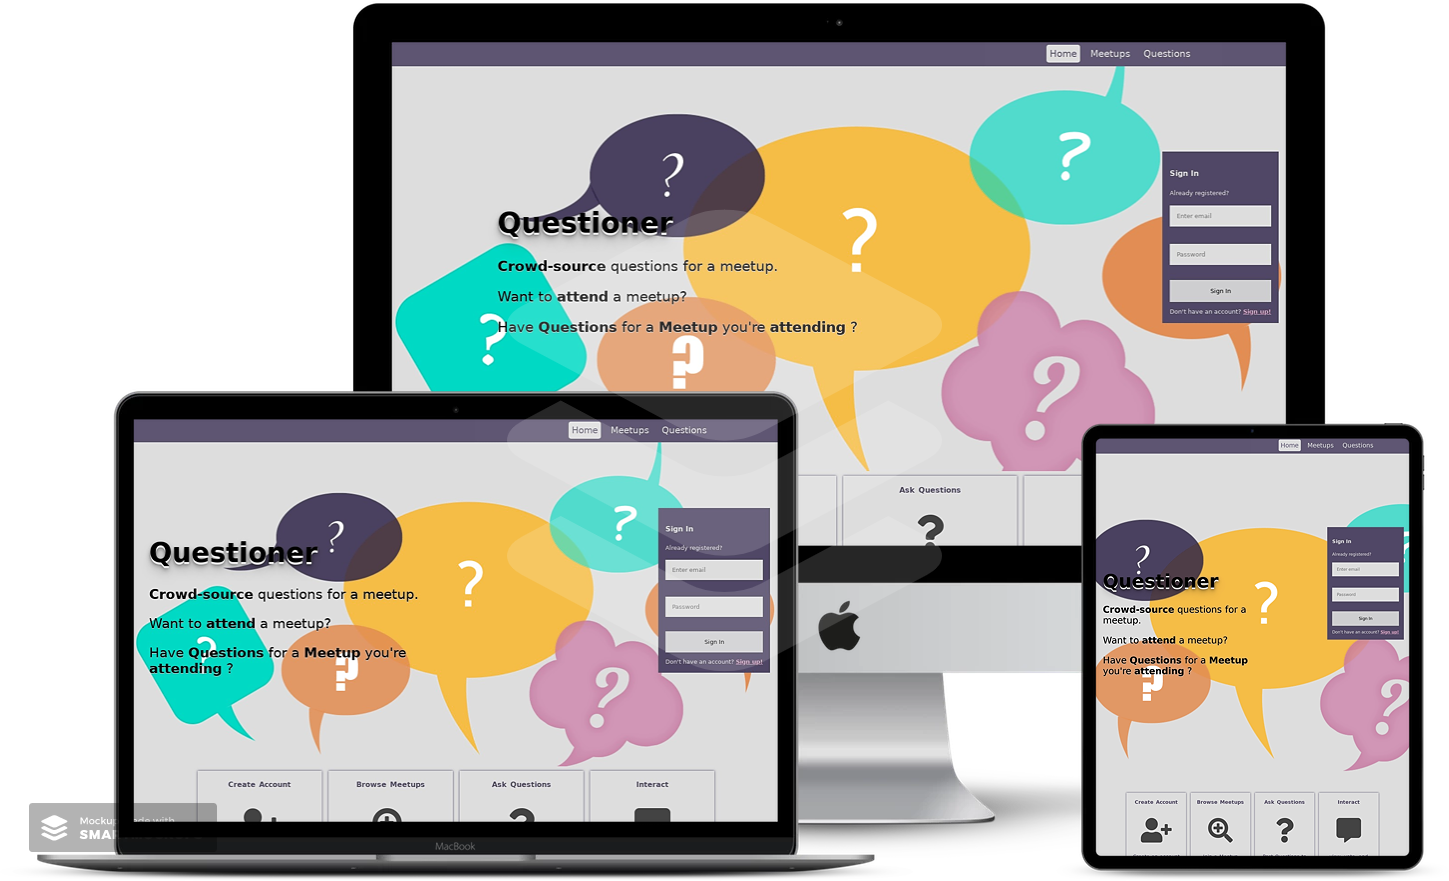 Home Meetups Questions
?
?
?
Sign In
Already registered?
Enter email
Password
Sign In
Don't have an account? Sign up!
Questioner
Crowd-source questions for a meetup.
Want to attend a meetup?
Have Questions for a Meetup you're attending ?
?
?
?
Ask Questions
?
Home Meetups Questions
?
?
?
Sign In
Already registered?
Enter email
Password
Sign In
Don't have an account? Sign up!
Questioner
Crowd-source questions for a meetup.
Want to attend a meetup?
Have Questions for a Meetup you're
attending ?
?
?
?
Create Account Browse Meetups Ask Questions Interact
?
Mockup made with
MacBook
Home Meetups Questions
?
?
Sign In
Already registered?
Enter email
Password
Sign In
Don't have an account? Sign up!
Questioner
Crowd-source questions for a
meetup.
Want to attend a meetup?
Have Questions for a Meetup
you're attending ?
?
?
Create Account Browse Meetups Ask Questions Interact
?